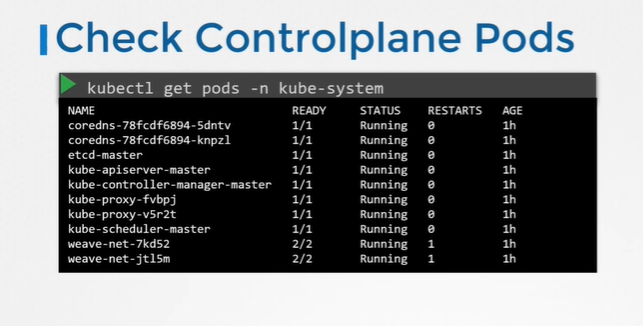 Check Controlplane Pods
kubectl get pods -n kube-system
NAME READY STATUS RESTARTS AGE
coredns-78fcdf6894-5dntv 1/1 Running 0 1h
coredns-78fcdf6894-knpzl 1/1 Running 0 1h
etcd-master 1/1 Running 0 1h
kube-apiserver-master 1/1 Running 0 1h
kube-controller-manager-master 1/1 Running 0 1h
kube-proxy-fvbpj 1/1 Running 0 1h
kube-proxy-v5r2t 1/1 Running 0 1h
kube-scheduler-master 1/1 Running 0 1h
weave-net-7kd52 2/2 Running 1 1h
weave-net-jtl5m 2/2 Running 1 1h